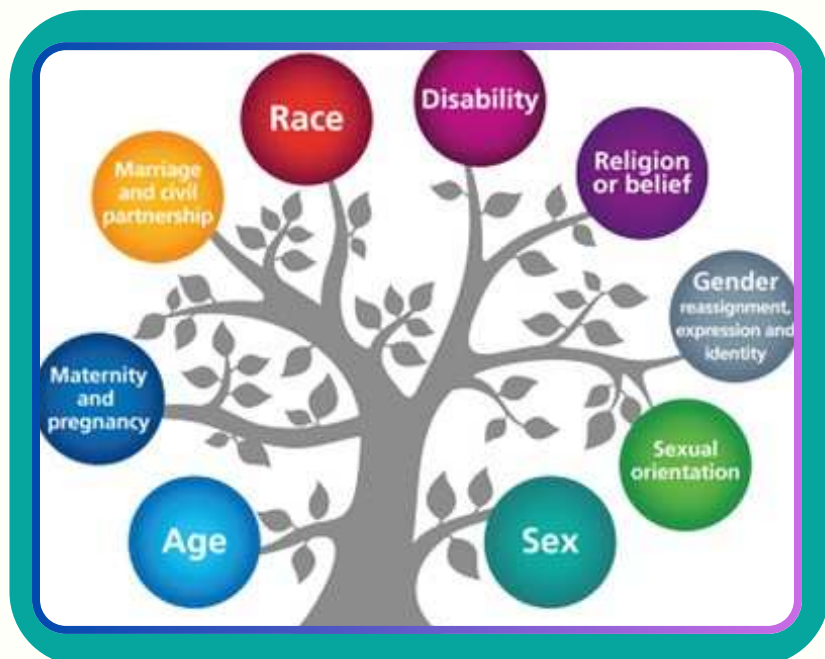 Race
Disability
Marriage
and civil
partnership
Religion
or belief
Gender
reassignment,
expression and
identity
Maternity
and
pregnancy
Sexual
orientation
Age
Sex